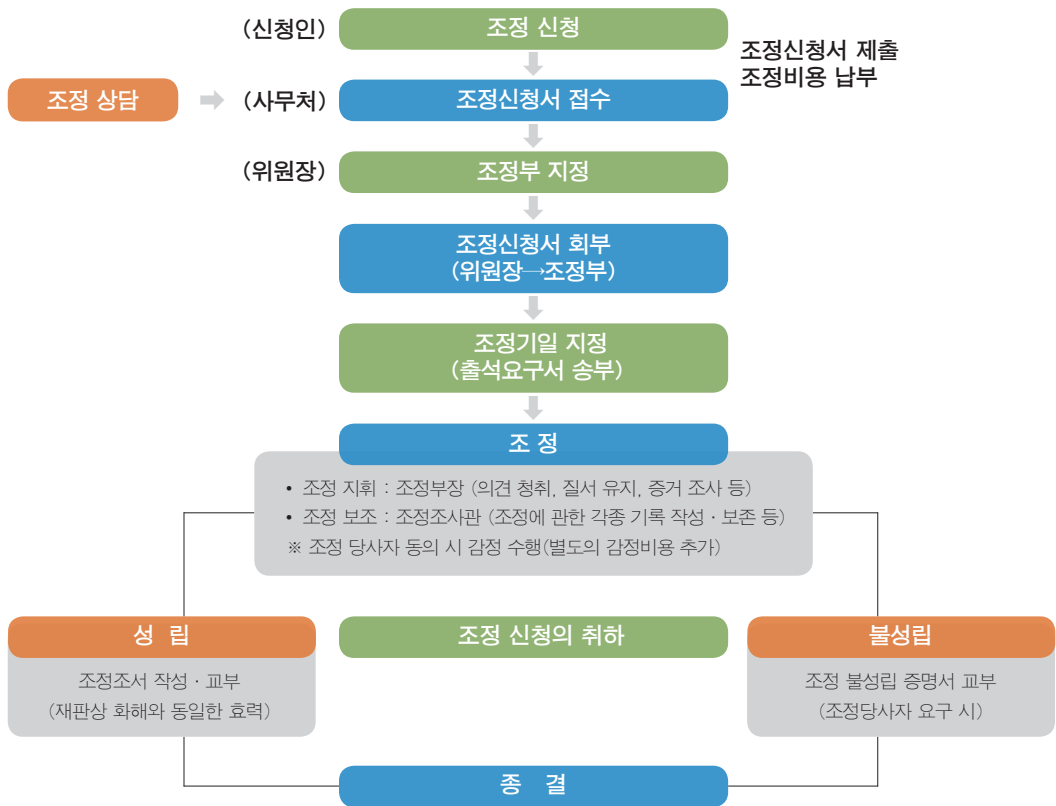 (신청인)
조정 신청
조정신청서 제출
조정비용 납부
조정 상담
(사무처)
조정신청서 접수
(위원장)
조정부 지정
조정신청서 회부
(위원장→조정부)
조정기일 지정
(출석요구서 송부)
조 정
• 조정 지휘 : 조정부장 (의견 청취, 질서 유지, 증거 조사 등)
• 조정 보조 : 조정조사관 (조정에 관한 각종 기록 작성 · 보존 등)
※ 조정 당사자 동의 시 감정 수행(별도의 감정비용 추가)
성 립
조정조서 작성 · 교부
(재판상 화해와 동일한 효력)
조정 신청의 취하
불성립
조정 불성립 증명서 교부
(조정당사자 요구 시)
종 결